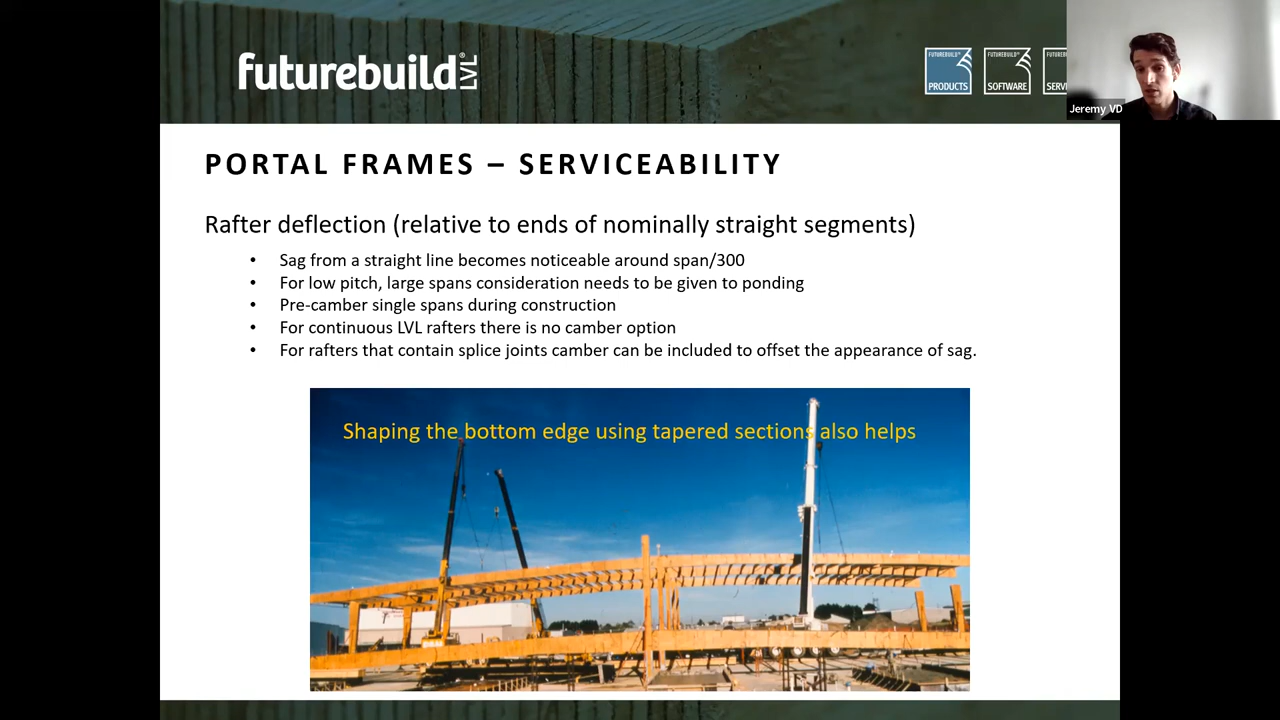 futurebuild LVL®
FUTUREBUILD™ FUTUREBUILD™
PRODUCTS SOFTWARE
Jeremy VD
PORTAL FRAMES – SERVICEABILITY
Rafter deflection (relative to ends of nominally straight segments)
• Sag from a straight line becomes noticeable around span/300
• For low pitch, large spans consideration needs to be given to ponding
• Pre-camber single spans during construction
• For continuous LVL rafters there is no camber option
• For rafters that contain splice joints camber can be included to offset the appearance of sag.
Shaping the bottom edge using tapered sections also helps